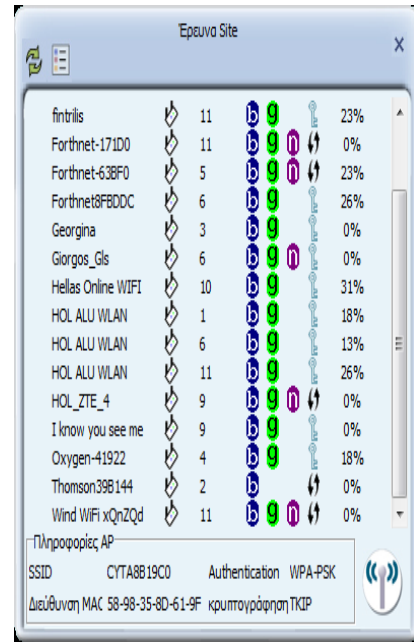 Έρευνα Site
X
fintrilis 11 b g 23%
Forthnet-171D0 11 b g n 0%
Forthnet-63BF0 5 b g n 23%
Forthnet8FBDDC 6 b g 26%
Georgina 3 b g 0%
Giorgos_Gls 6 b g n 0%
Hellas Online WIFI 10 b g 31%
HOL ALU WLAN 1 b g 18%
HOL ALU WLAN 6 b g 13%
HOL ALU WLAN 11 b g 26%
HOL_ZTE_4 9 b g n 0%
I know you see me 9 b g 0%
Oxygen-41922 4 b g 18%
Thomson39B144 2 b 0%
Wind WiFi xQnZQd 11 b g n 0%
Πληροφορίες AP
SSID CYTA8B19C0 Authentication WPA-PSK
Διεύθυνση MAC 58-98-35-8D-61-9F κρυπτογράφηση TKIP